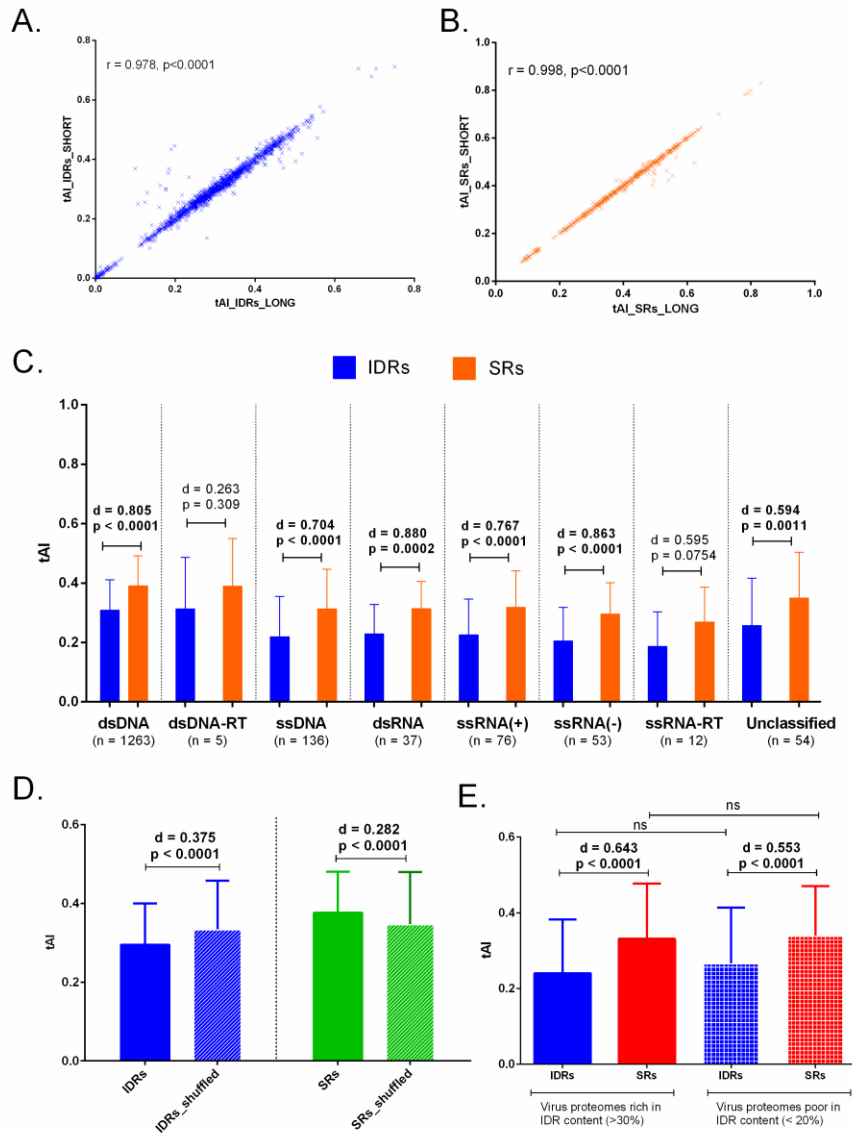 A.
r = 0.978, p<0.0001
tAI_IDRs_SHORT
0.8
0.6
0.4
0.2
0.0
0.0 0.2 0.4 0.6 0.8
tAI_IDRs_LONG
B.
r = 0.998, p<0.0001
tAI_SRs_SHORT
1.0
0.8
0.6
0.4
0.2
0.0
0.0 0.2 0.4 0.6 0.8 1.0
tAI_SRs_LONG
C.
IDRs SRs
tAI
1.0
0.8
0.6
0.4
0.2
0.0
d = 0.805
p < 0.0001
d = 0.263
p = 0.309
d = 0.704
p < 0.0001
d = 0.880
p = 0.0002
d = 0.767
p < 0.0001
d = 0.863
p < 0.0001
d = 0.595
p = 0.0754
d = 0.594
p = 0.0011
dsDNA dsDNA-RT ssDNA dsRNA ssRNA(+) ssRNA(-) ssRNA-RT Unclassified
(n = 1263) (n = 5) (n = 136) (n = 37) (n = 76) (n = 53) (n = 12) (n = 54)
D.
tAI
0.6
0.4
0.2
0.0
d = 0.375
p < 0.0001
d = 0.282
p < 0.0001
IDRs
IDRs_shuffled
SRs
SRs_shuffled
E.
tAI
0.6
0.4
0.2
0.0
ns
ns
d = 0.643
p < 0.0001
d = 0.553
p < 0.0001
IDRs SRs IDRs SRs
Virus proteomes rich in
IDR content (>30%)
Virus proteomes poor in
IDR content (< 20%)